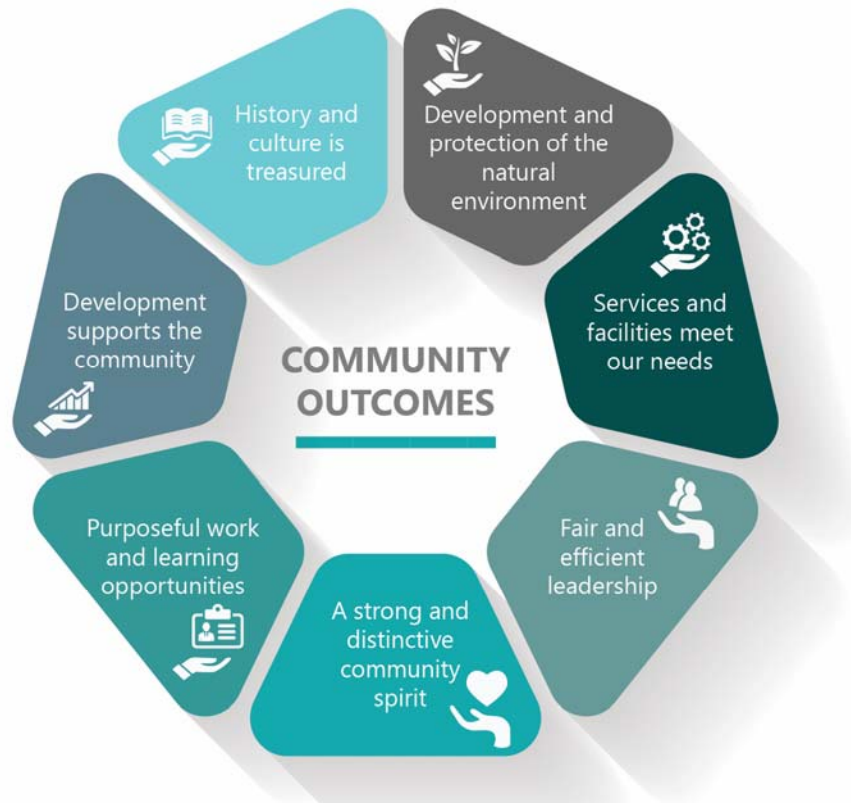 History and
culture is
treasured
Development and
protection of the
natural
environment
Services and
facilities meet
our needs
Fair and
efficient
leadership
A strong and
distinctive
community
spirit
Purposeful work
and learning
opportunities
Development
supports the
community
COMMUNITY
OUTCOMES